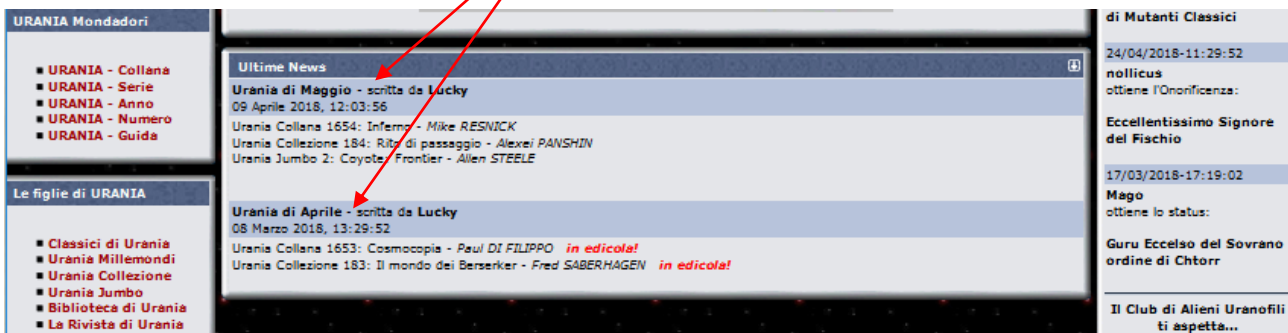 URANIA Mondadori
URANIA - Collana
URANIA - Serie
URANIA - Anno
URANIA - Numero
URANIA - Guida
Le figlie di URANIA
Classici di Urania
Urania Millemondi
Urania Collezione
Urania Jumbo
Biblioteca di Urania
La Rivista di Urania
Ultime News
Urania di Maggio - scritta da Lucky
09 Aprile 2018, 12:03:56
Urania Collana 1654: Inferno - Mike RESNICK
Urania Collezione 184: Rito di passaggio - Alexei PANSHIN
Urania Jumbo 2: Coyote: Frontier - Allen STEELE
Urania di Aprile - scritta da Lucky
08 Marzo 2018, 13:29:52
Urania Collana 1653: Cosmocopia - Paul DI FILIPPO in edicola!
Urania Collezione 183: Il mondo dei Berserker - Fred SABERHAGEN in edicola!
di Mutanti Classici
24/04/2018-11:29:52
nollicus
ottiene l'Onorificenza:
Eccellentissimo Signore
del Fischio
17/03/2018-17:19:02
Mago
ottiene lo status:
Guru Eccelso del Sovrano
ordine di Chtorr
Il Club di Alieni Uranofili
ti aspetta...